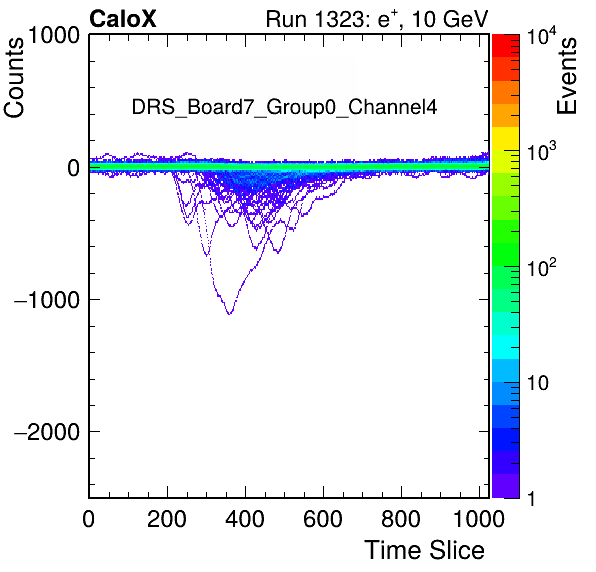 CaloX Run 1323: e⁺, 10 GeV
Counts
Events
DRS_Board7_Group0_Channel4
1000
0
−1000
−2000
0 200 400 600 800 1000
Time Slice
10⁴
10³
10²
10
1